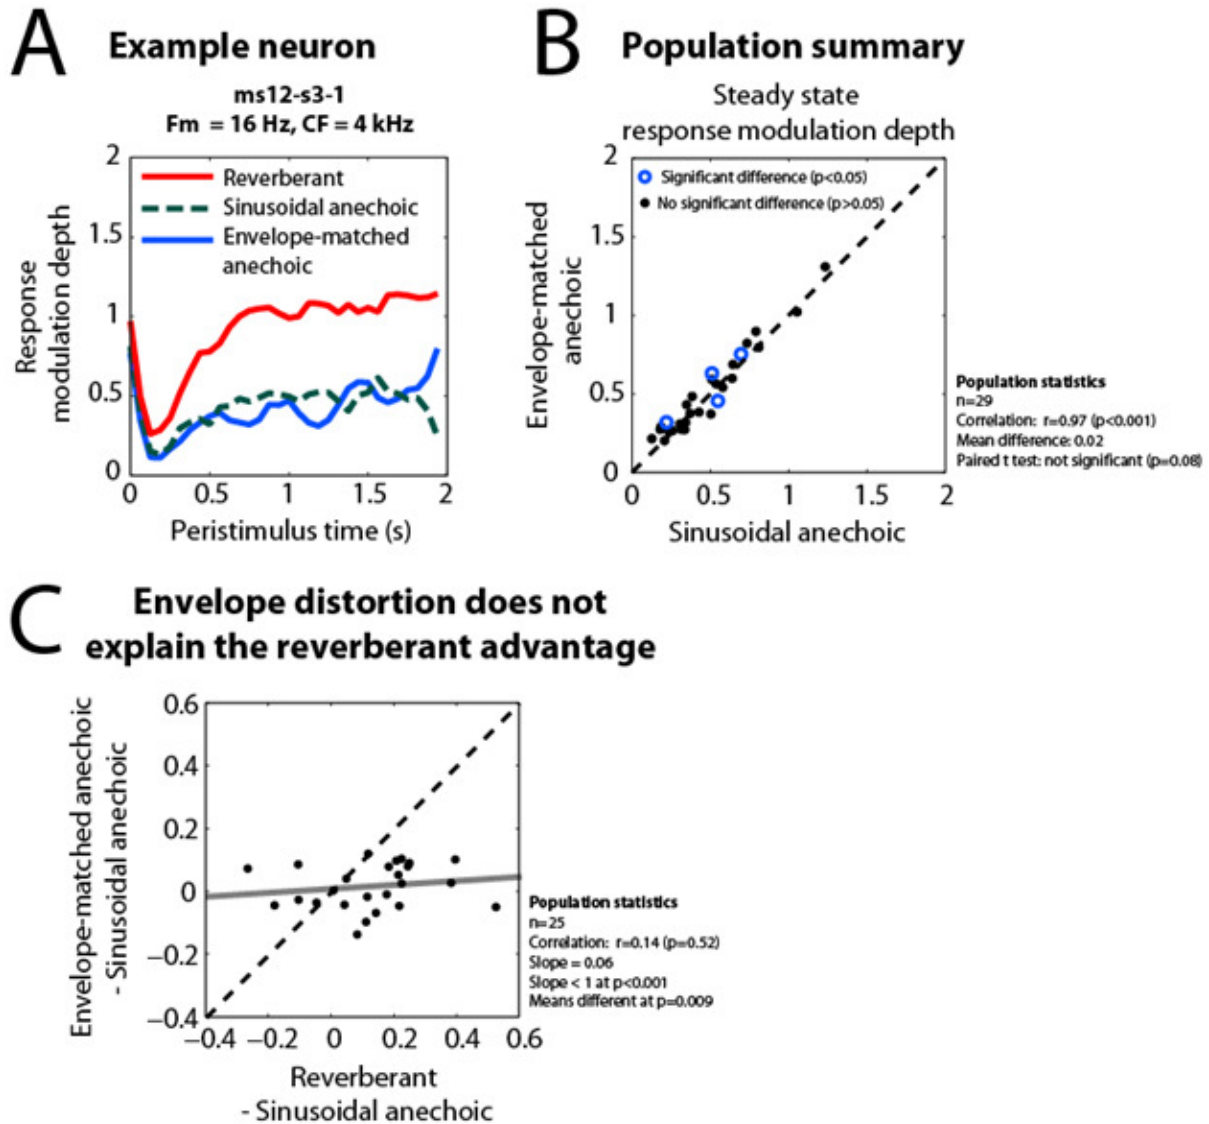 A Example neuron
ms12-s3-1
Fm = 16 Hz, CF = 4 kHz
2
1.5
1
0.5
0
Response
modulation depth
Reverberant
Sinusoidal anechoic
Envelope-matched
anechoic
0 0.5 1 1.5 2
Peristimulus time (s)
B Population summary
Steady state
response modulation depth
2
1.5
1
0.5
0
Envelope-matched
anechoic
Significant difference (p<0.05)
No significant difference (p>0.05)
0 0.5 1 1.5 2
Sinusoidal anechoic
Population statistics
n=29
Correlation: r=0.97 (p<0.001)
Mean difference: 0.02
Paired t test: not significant (p=0.08)
C Envelope distortion does not
explain the reverberant advantage
0.6
0.4
0.2
0
−0.2
−0.4
Envelope-matched anechoic
- Sinusoidal anechoic
−0.4 −0.2 0 0.2 0.4 0.6
Reverberant
- Sinusoidal anechoic
Population statistics
n=25
Correlation: r=0.14 (p=0.52)
Slope = 0.06
Slope < 1 at p<0.001
Means different at p=0.009